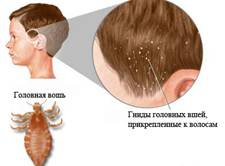 Головная вошь
Гниды головных вшей,
прикрепленные к волосам